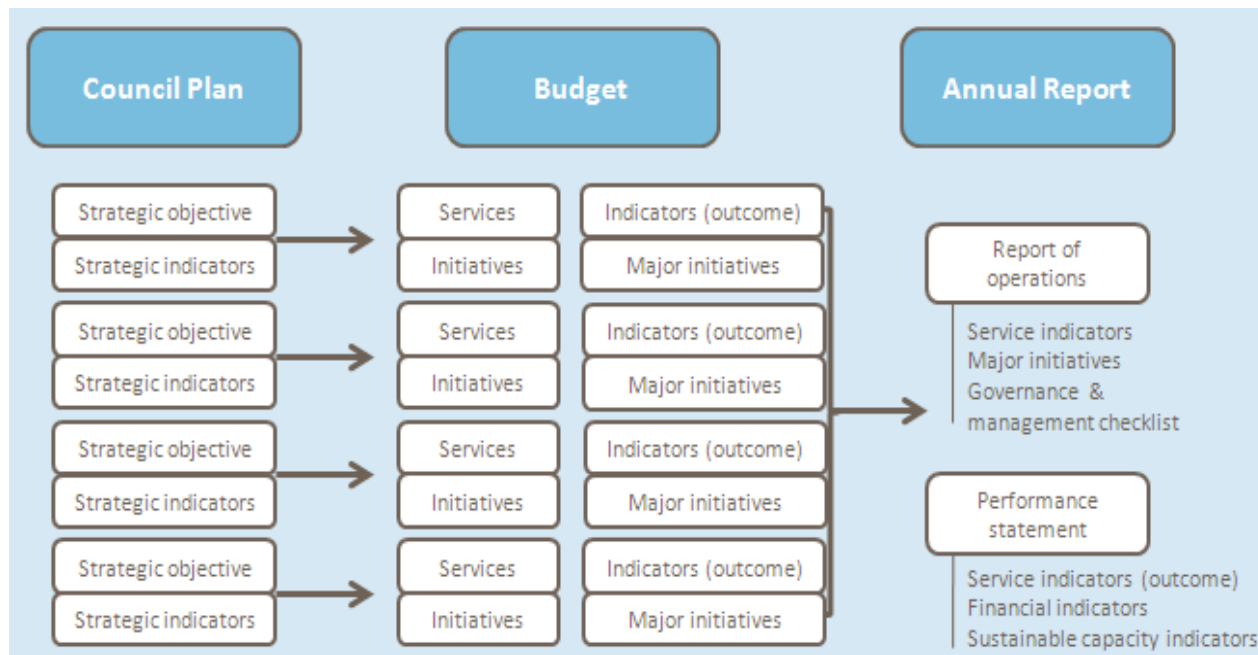 Council Plan
Budget
Annual Report
Strategic objective
Strategic indicators
Services
Initiatives
Indicators (outcome)
Major initiatives
Strategic objective
Strategic indicators
Services
Initiatives
Indicators (outcome)
Major initiatives
Strategic objective
Strategic indicators
Services
Initiatives
Indicators (outcome)
Major initiatives
Strategic objective
Strategic indicators
Services
Initiatives
Indicators (outcome)
Major initiatives
Report of
operations
Service indicators
Major initiatives
Governance &
management checklist
Performance
statement
Service indicators (outcome)
Financial indicators
Sustainable capacity indicators